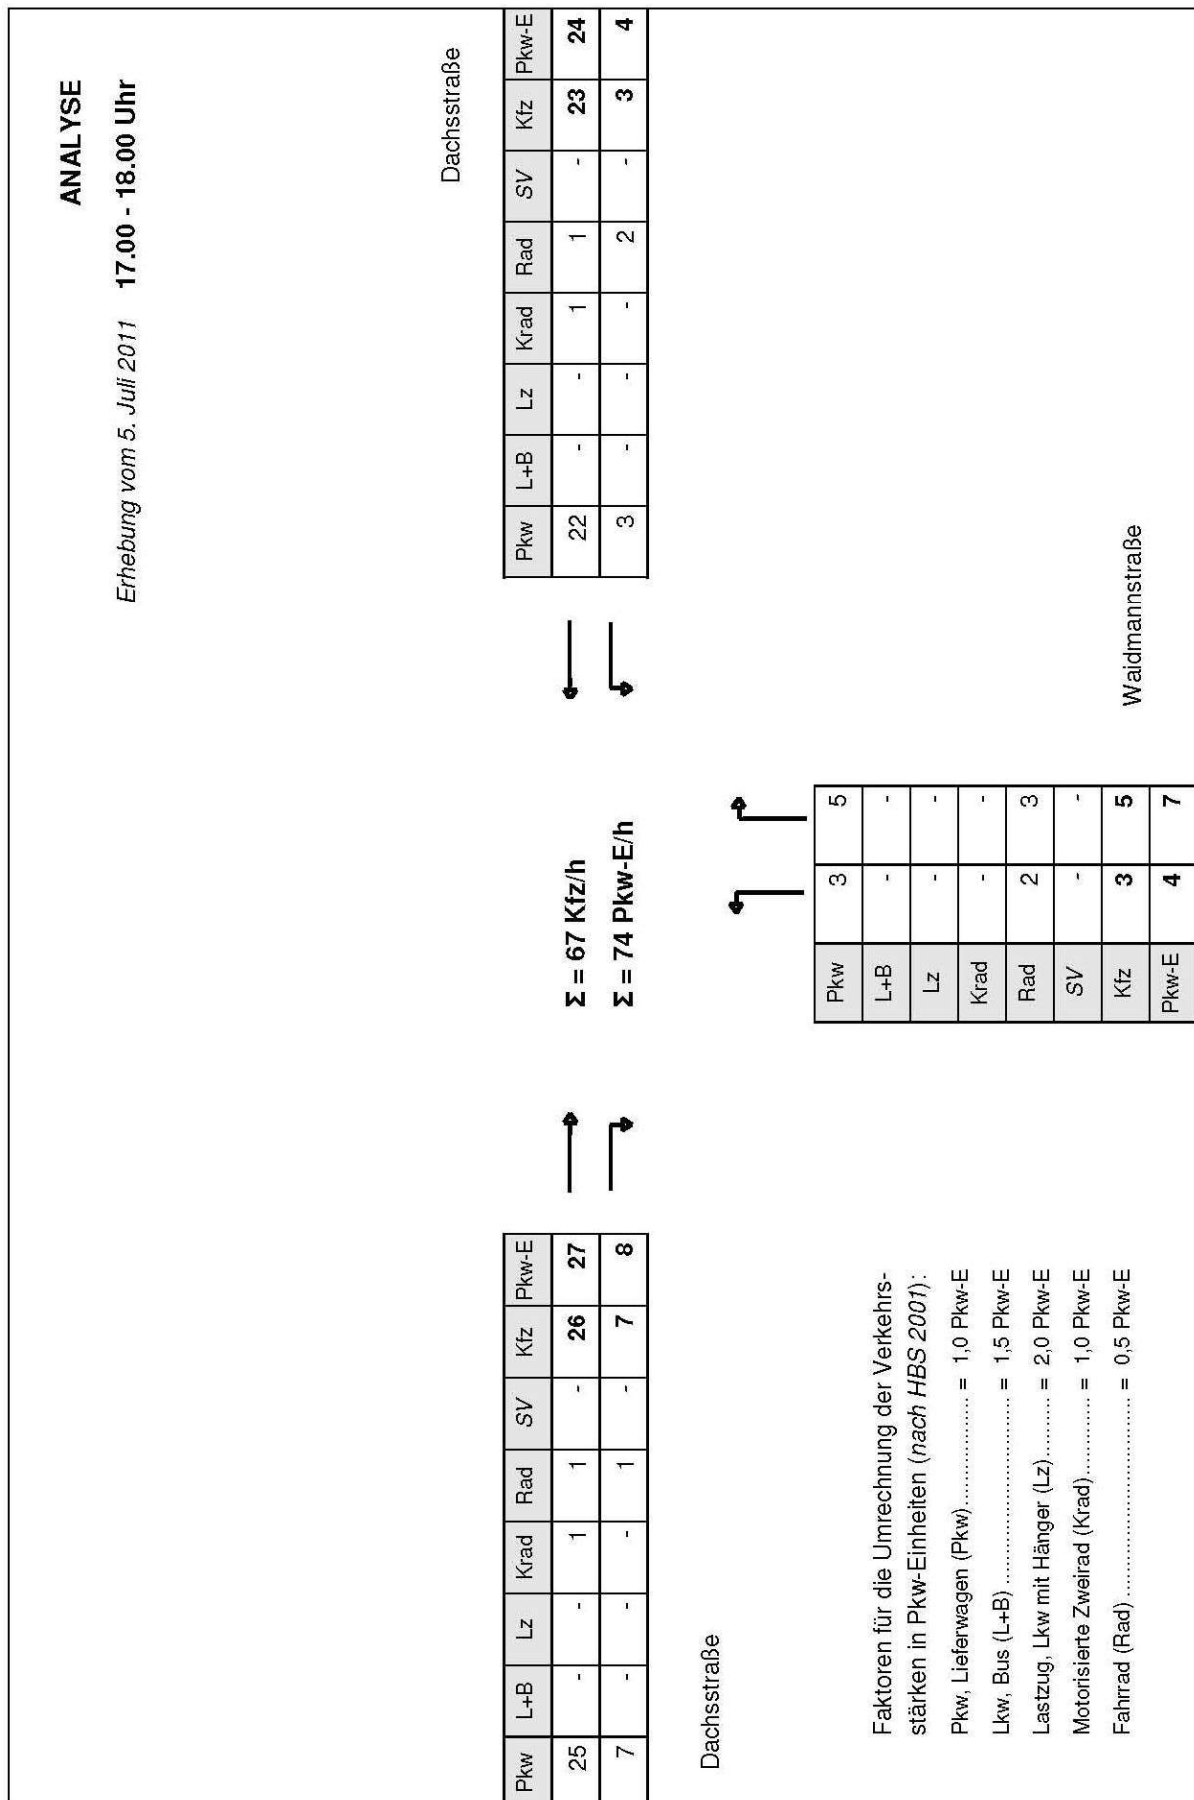 ANALYSE
Erhebung vom 5. Juli 2011 17.00 - 18.00 Uhr
Dachsstraße
Pkw L+B Lz Krad Rad SV Kfz Pkw-E
25 - - 1 1 - 26 27
7 - - - 1 - 7 8
Σ = 67 Kfz/h
Σ = 74 Pkw-E/h
Pkw L+B Lz Krad Rad SV Kfz Pkw-E
22 - - 1 1 - 23 24
3 - - - 2 - 3 4
Dachsstraße
Pkw 3 5
L+B - -
Lz - -
Krad - -
Rad 2 3
SV - -
Kfz 3 5
Pkw-E 4 7
Waidmannstraße
Faktoren für die Umrechnung der Verkehrs-
stärken in Pkw-Einheiten (nach HBS 2001):
Pkw, Lieferwagen (Pkw)................... = 1,0 Pkw-E
Lkw, Bus (L+B) ................................. = 1,5 Pkw-E
Lastzug, Lkw mit Hänger (Lz).......... = 2,0 Pkw-E
Motorisierte Zweirad (Krad)............. = 1,0 Pkw-E
Fahrrad (Rad) ................................... = 0,5 Pkw-E